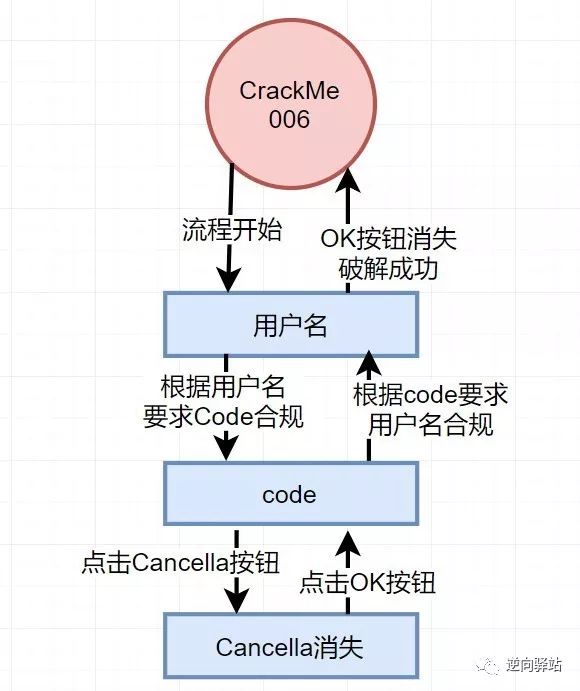 CrackMe
006
流程开始
OK按钮消失
破解成功
用户名
根据用户名
要求Code合规
根据code要求
用户名合规
code
点击Cancella按钮
点击OK按钮
Cancella消失
逆向驿站